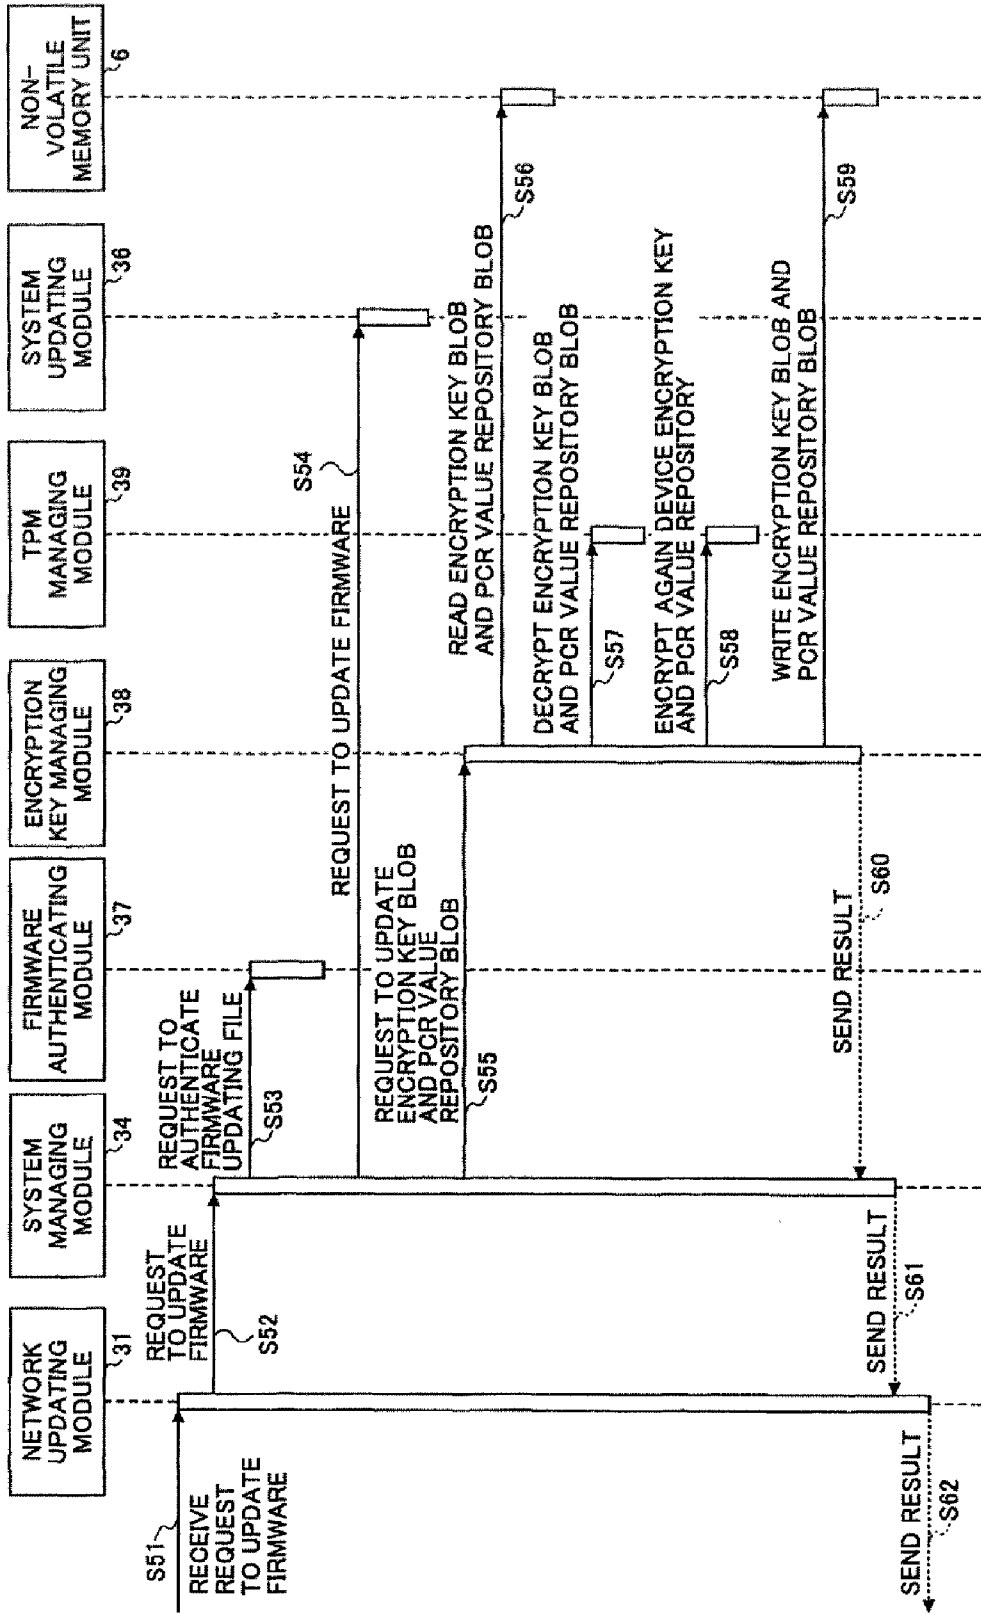 NETWORK
UPDATING
MODULE
31
SYSTEM
MANAGING
MODULE
34
FIRMWARE
AUTHENTICATING
MODULE
37
ENCRYPTION
KEY MANAGING
MODULE
38
TPM
MANAGING
MODULE
39
SYSTEM
UPDATING
MODULE
36
NON-
VOLATILE
MEMORY UNIT
6
S51
RECEIVE
REQUEST
TO UPDATE
FIRMWARE
REQUEST
TO UPDATE
FIRMWARE
S52
REQUEST TO
AUTHENTICATE
FIRMWARE
UPDATING FILE
S53
REQUEST TO UPDATE FIRMWARE
S54
REQUEST TO UPDATE
ENCRYPTION KEY BLOB
AND PCR VALUE
REPOSITORY BLOB
S55
READ ENCRYPTION KEY BLOB
AND PCR VALUE REPOSITORY BLOB
S56
DECRYPT ENCRYPTION KEY BLOB
AND PCR VALUE REPOSITORY BLOB
S57
ENCRYPT AGAIN DEVICE ENCRYPTION KEY
AND PCR VALUE REPOSITORY
S58
WRITE ENCRYPTION KEY BLOB AND
PCR VALUE REPOSITORY BLOB
S59
SEND RESULT
S60
SEND RESULT
S61
SEND RESULT
S62